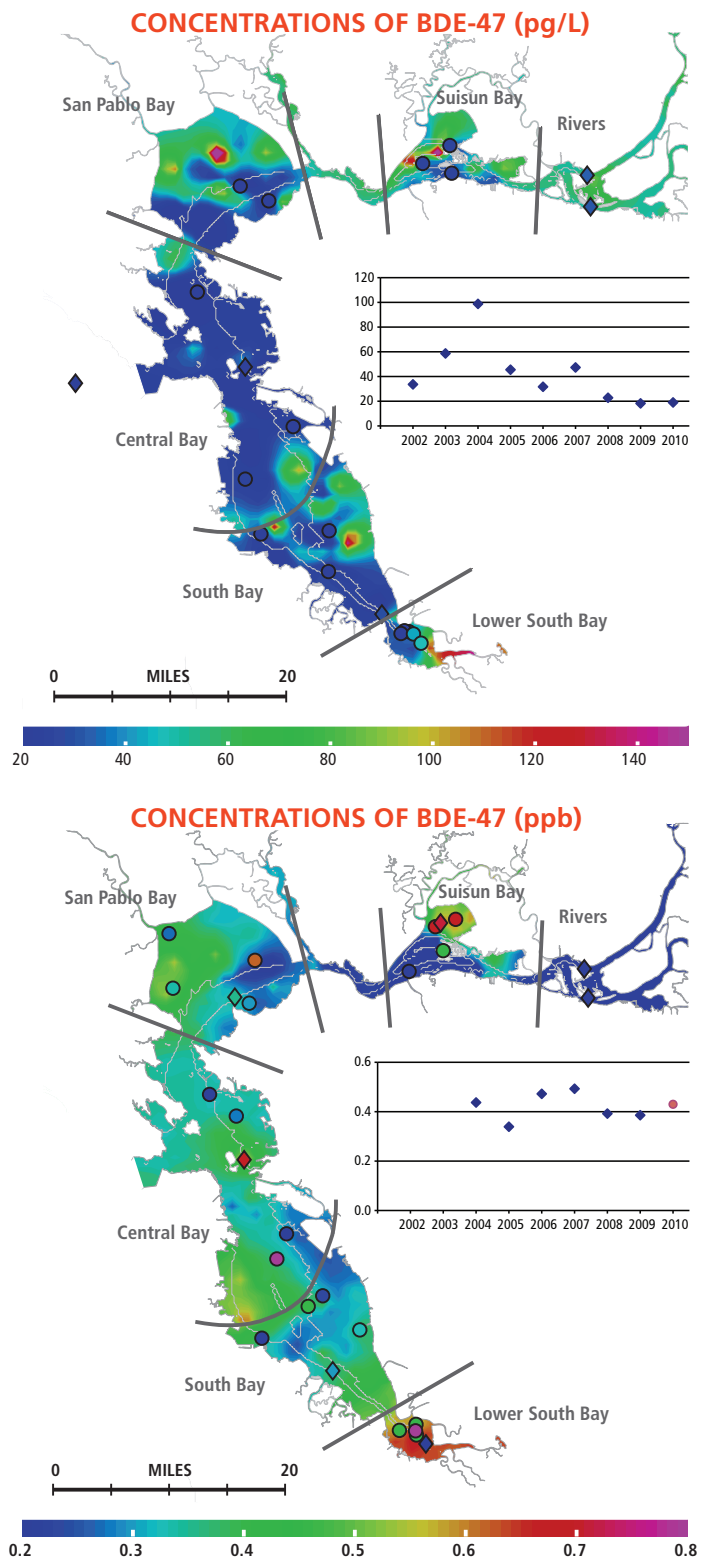 CONCENTRATIONS OF BDE-47 (pg/L)
San Pablo Bay
Suisun Bay
Rivers
120
100
80
60
40
20
0
2002 2003 2004 2005 2006 2007 2008 2009 2010
Central Bay
South Bay
Lower South Bay
0 MILES 20
20 40 60 80 100 120 140
CONCENTRATIONS OF BDE-47 (ppb)
San Pablo Bay
Suisun Bay
Rivers
0.6
0.4
0.2
0.0
2002 2003 2004 2005 2006 2007 2008 2009 2010
Central Bay
South Bay
Lower South Bay
0 MILES 20
0.2 0.3 0.4 0.5 0.6 0.7 0.8